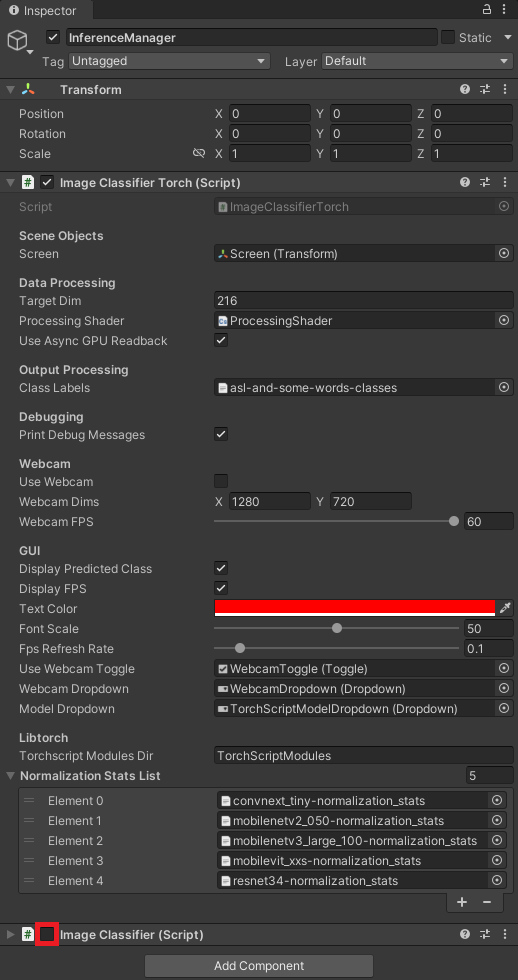 Inspector
InferenceManager Static
Tag Untagged Layer Default
Transform
Position X 0 Y 0 Z 0
Rotation X 0 Y 0 Z 0
Scale X 1 Y 1 Z 1
# Image Classifier Torch (Script)
Script # ImageClassifierTorch
Scene Objects
Screen Screen (Transform)
Data Processing
Target Dim 216
Processing Shader ProcessingShader
Use Async GPU Readback
Output Processing
Class Labels asl-and-some-words-classes
Debugging
Print Debug Messages
Webcam
Use Webcam
Webcam Dims X 1280 Y 720
Webcam FPS 60
GUI
Display Predicted Class
Display FPS
Text Color
Font Scale 50
Fps Refresh Rate 0.1
Use Webcam Toggle WebcamToggle (Toggle)
Webcam Dropdown WebcamDropdown (Dropdown)
Model Dropdown TorchScriptModelDropdown (Dropdown)
Libtorch
Torchscript Modules Dir TorchScriptModules
Normalization Stats List 5
Element 0 convnext_tiny-normalization_stats
Element 1 mobilenetv2_050-normalization_stats
Element 2 mobilenetv3_large_100-normalization_stats
Element 3 mobilevit_xxs-normalization_stats
Element 4 resnet34-normalization_stats
+ −
# Image Classifier (Script)
Add Component